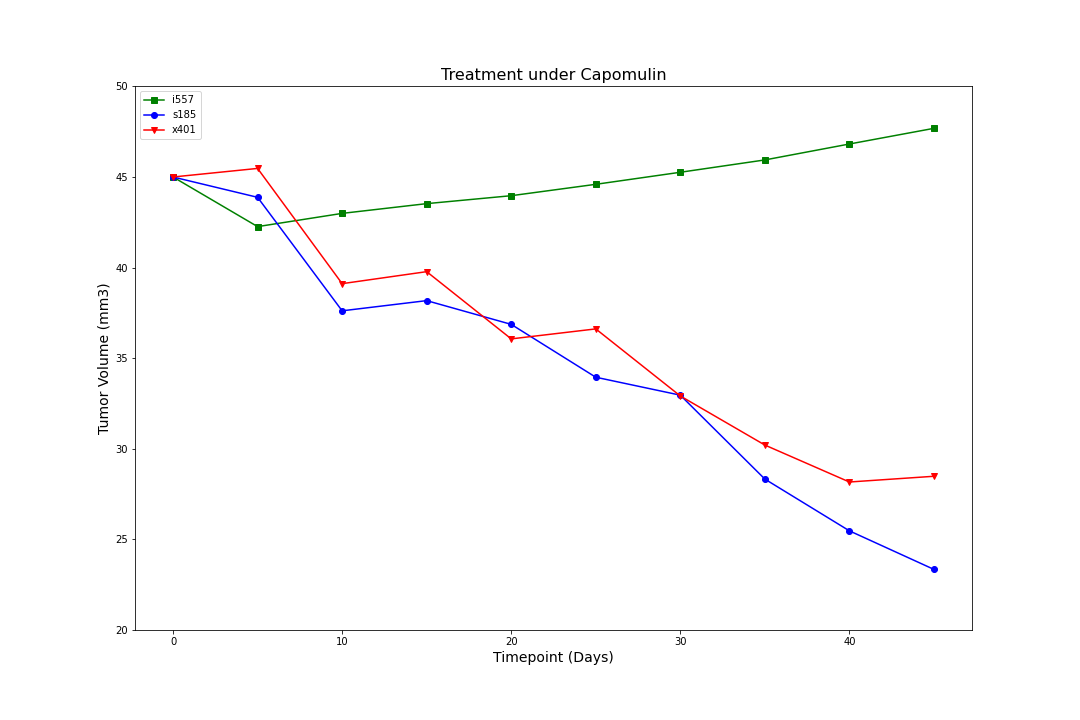 Treatment under Capomulin
i557
s185
x401
50
45
40
35
30
25
20
Tumor Volume (mm3)
0 10 20 30 40
Timepoint (Days)